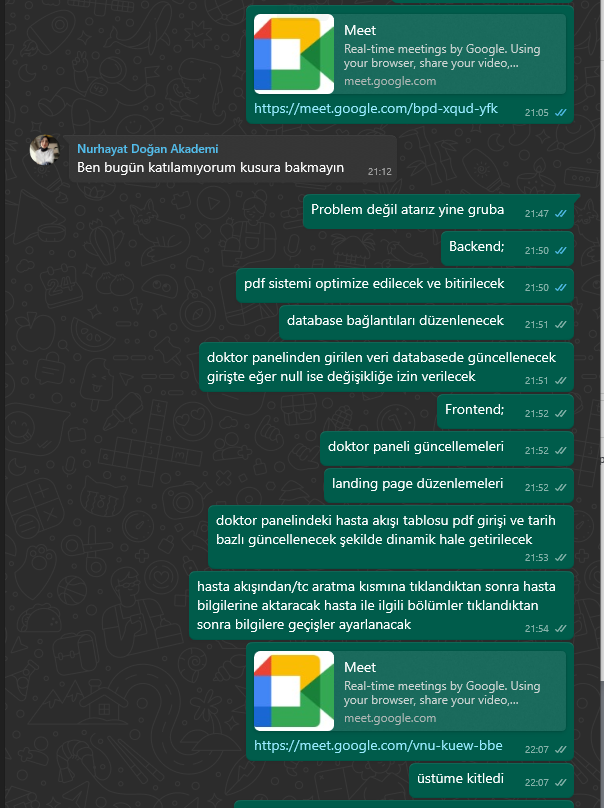 Meet
Real-time meetings by Google. Using
your browser, share your video,...
meet.google.com
https://meet.google.com/bpd-xqud-yfk
21:05
Nurhayat Doğan Akademi
Ben bugün katılamıyorum kusura bakmayın
21:12
Problem değil atarız yine gruba
21:47
Backend;
21:50
pdf sistemi optimize edilecek ve bitirilecek
21:50
database bağlantıları düzenlenecek
21:51
doktor panelinden girilen veri databasede güncellenecek
girişte eğer null ise değişikliğe izin verilecek
21:51
Frontend;
21:52
doktor paneli güncellemeleri
21:52
landing page düzenlemeleri
21:52
doktor panelindeki hasta akışı tablosu pdf girişi ve tarih
bazlı güncellenecek şekilde dinamik hale getirilecek
21:53
hasta akışından/tc aratma kısmına tıklandıktan sonra hasta
bilgilerine aktaracak hasta ile ilgili bölümler tıklandıktan
sonra bilgilere geçişler ayarlanacak
21:54
Meet
Real-time meetings by Google. Using
your browser, share your video,...
meet.google.com
https://meet.google.com/vnu-kuew-bbe
22:07
üstüme kitledi
22:07